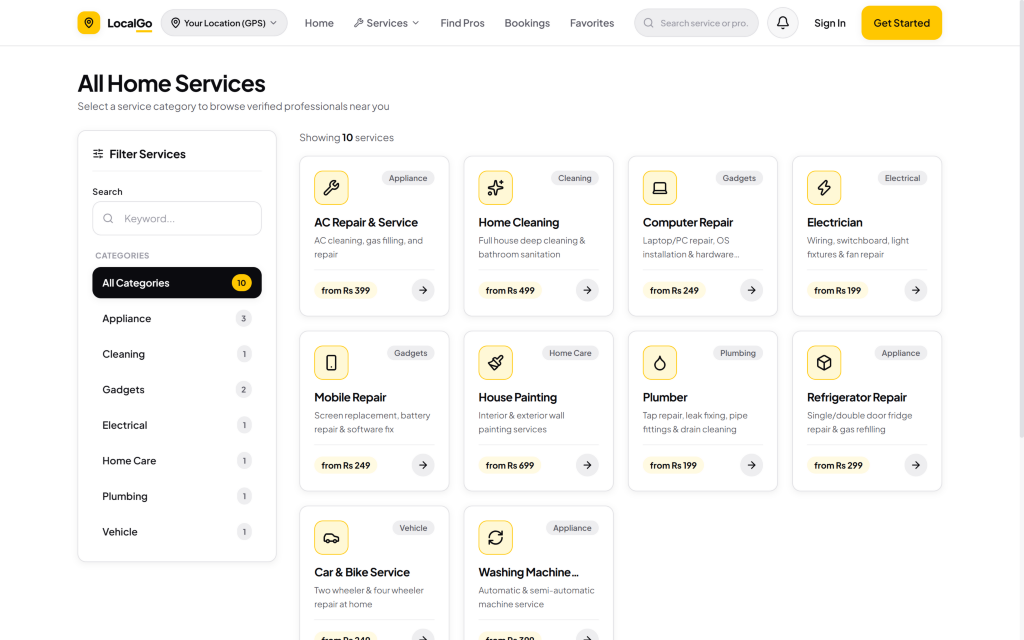 LocalGo
Your Location (GPS)
Home
Services
Find Pros
Bookings
Favorites
Search service or pro.
Sign In
Get Started
All Home Services
Select a service category to browse verified professionals near you
Filter Services
Search
Keyword...
CATEGORIES
All Categories 10
Appliance 3
Cleaning 1
Gadgets 2
Electrical 1
Home Care 1
Plumbing 1
Vehicle 1
Showing 10 services
Appliance
AC Repair & Service
AC cleaning, gas filling, and
repair
from Rs 399
Cleaning
Home Cleaning
Full house deep cleaning &
bathroom sanitation
from Rs 499
Gadgets
Computer Repair
Laptop/PC repair, OS
installation & hardware...
from Rs 249
Electrical
Electrician
Wiring, switchboard, light
fixtures & fan repair
from Rs 199
Gadgets
Mobile Repair
Screen replacement, battery
repair & software fix
from Rs 249
Home Care
House Painting
Interior & exterior wall
painting services
from Rs 699
Plumbing
Plumber
Tap repair, leak fixing, pipe
fittings & drain cleaning
from Rs 199
Appliance
Refrigerator Repair
Single/double door fridge
repair & gas refilling
from Rs 299
Vehicle
Car & Bike Service
Two wheeler & four wheeler
repair at home
from Rs 249
Appliance
Washing Machine...
Automatic & semi-automatic
machine service
from Rs 399